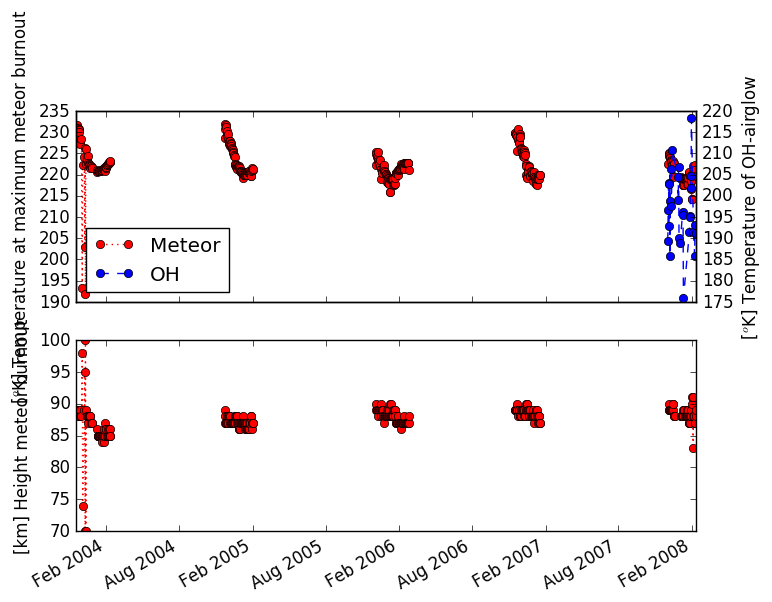 [°K] Temperature at maximum meteor burnout
235
230
225
220
215
210
205
200
195
190
Meteor
OH
220
215
210
205
200
195
190
185
180
175
[°K] Temperature of OH-airglow
[km] Height meteor burnout
100
95
90
85
80
75
70
Feb 2004
Aug 2004
Feb 2005
Aug 2005
Feb 2006
Aug 2006
Feb 2007
Aug 2007
Feb 2008